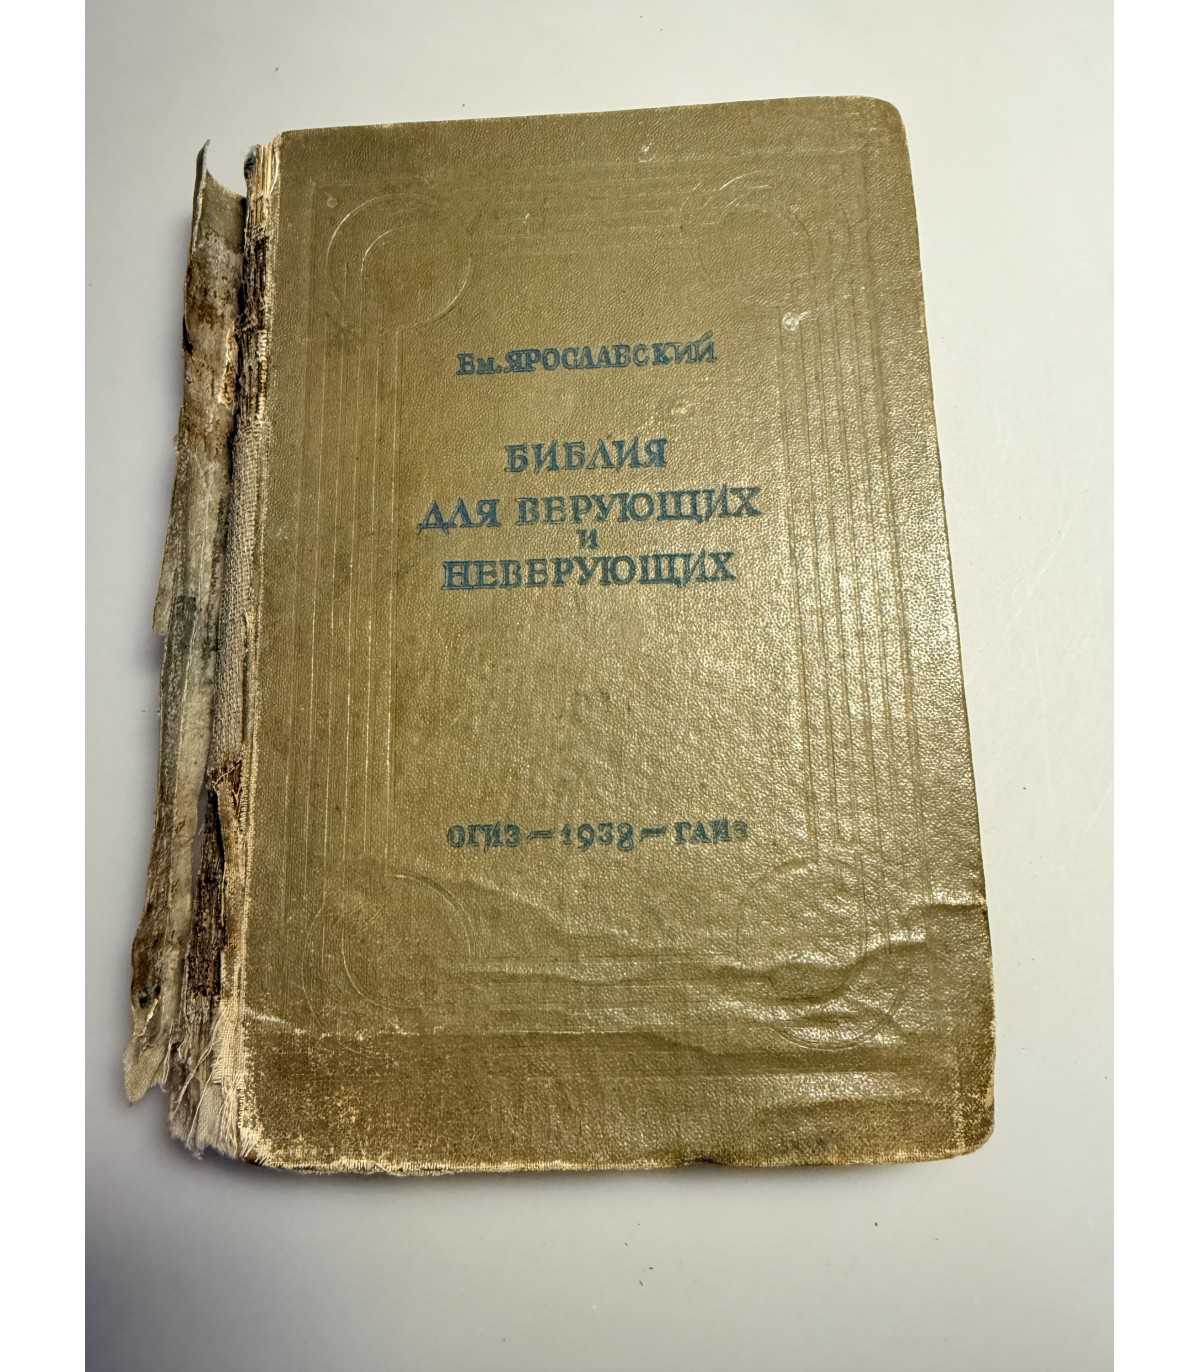 Ем. ЯРОСЛАВСКИЙ
БИБЛИЯ
ДЛЯ ВЕРУЮЩИХ
И
НЕВЕРУЮЩИХ
ОГИЗ – 1938 – ГАИЗ